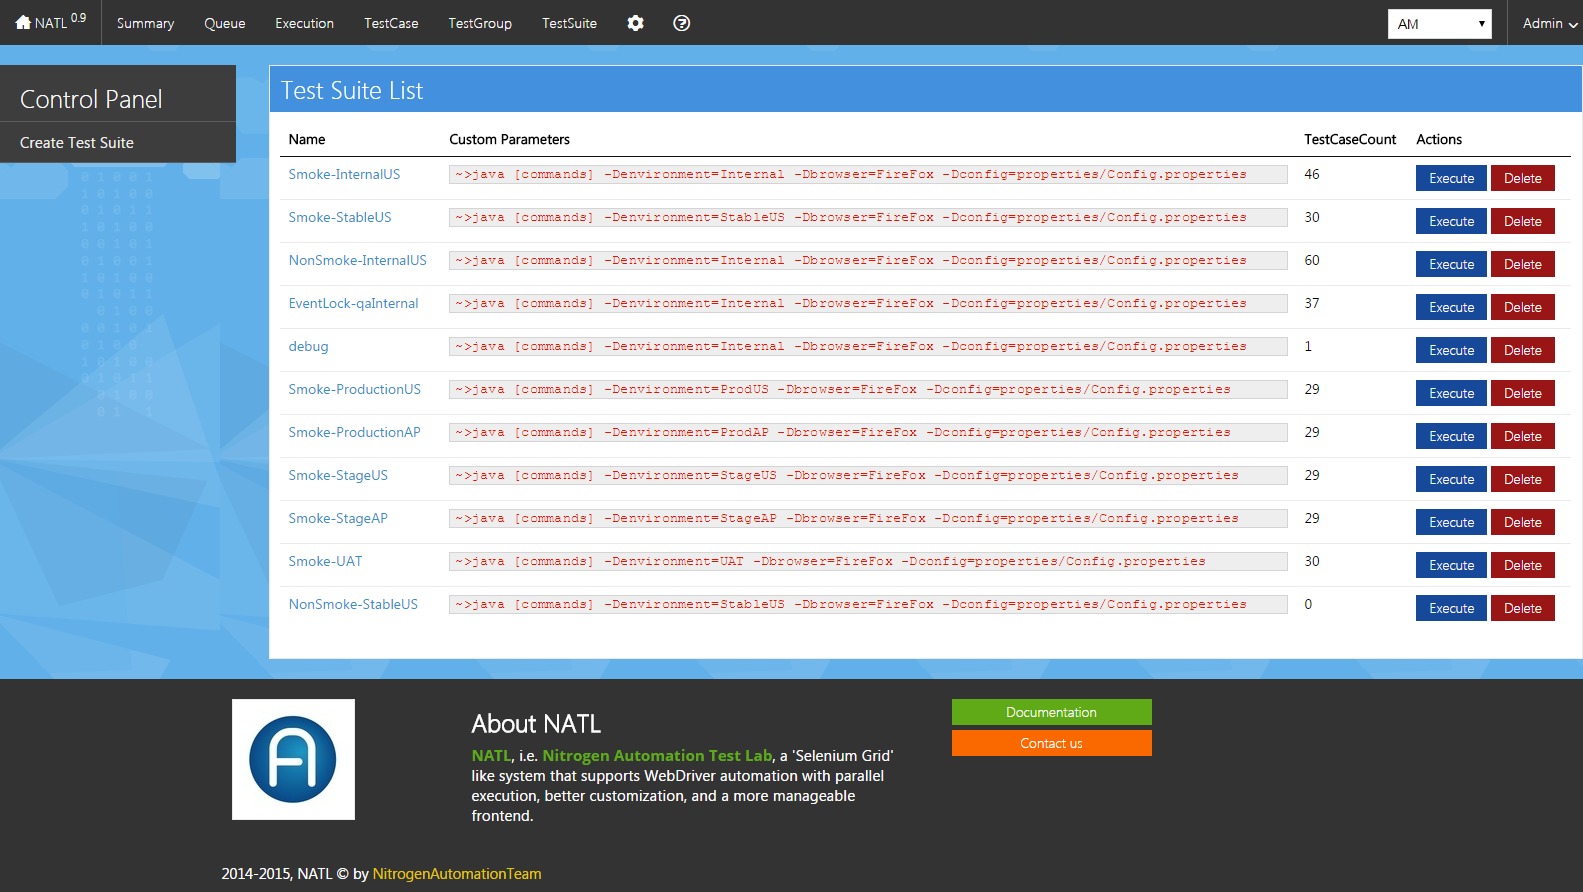 NATL 0.9 Summary Queue Execution TestCase TestGroup TestSuite AM Admin
Control Panel
Create Test Suite
Test Suite List
Name Custom Parameters TestCaseCount Actions
Smoke-InternalUS ~>java [commands] -Denvironment=Internal -Dbrowser=FireFox -Dconfig=properties/Config.properties 46 Execute Delete
Smoke-StableUS ~>java [commands] -Denvironment=StableUS -Dbrowser=FireFox -Dconfig=properties/Config.properties 30 Execute Delete
NonSmoke-InternalUS ~>java [commands] -Denvironment=Internal -Dbrowser=FireFox -Dconfig=properties/Config.properties 60 Execute Delete
EventLock-qaInternal ~>java [commands] -Denvironment=Internal -Dbrowser=FireFox -Dconfig=properties/Config.properties 37 Execute Delete
debug ~>java [commands] -Denvironment=Internal -Dbrowser=FireFox -Dconfig=properties/Config.properties 1 Execute Delete
Smoke-ProductionUS ~>java [commands] -Denvironment=ProdUS -Dbrowser=FireFox -Dconfig=properties/Config.properties 29 Execute Delete
Smoke-ProductionAP ~>java [commands] -Denvironment=ProdAP -Dbrowser=FireFox -Dconfig=properties/Config.properties 29 Execute Delete
Smoke-StageUS ~>java [commands] -Denvironment=StageUS -Dbrowser=FireFox -Dconfig=properties/Config.properties 29 Execute Delete
Smoke-StageAP ~>java [commands] -Denvironment=StageAP -Dbrowser=FireFox -Dconfig=properties/Config.properties 29 Execute Delete
Smoke-UAT ~>java [commands] -Denvironment=UAT -Dbrowser=FireFox -Dconfig=properties/Config.properties 30 Execute Delete
NonSmoke-StableUS ~>java [commands] -Denvironment=StableUS -Dbrowser=FireFox -Dconfig=properties/Config.properties 0 Execute Delete
A
About NATL
NATL, i.e. Nitrogen Automation Test Lab, a 'Selenium Grid'
like system that supports WebDriver automation with parallel
execution, better customization, and a more manageable
frontend.
Documentation
Contact us
2014-2015, NATL © by NitrogenAutomationTeam